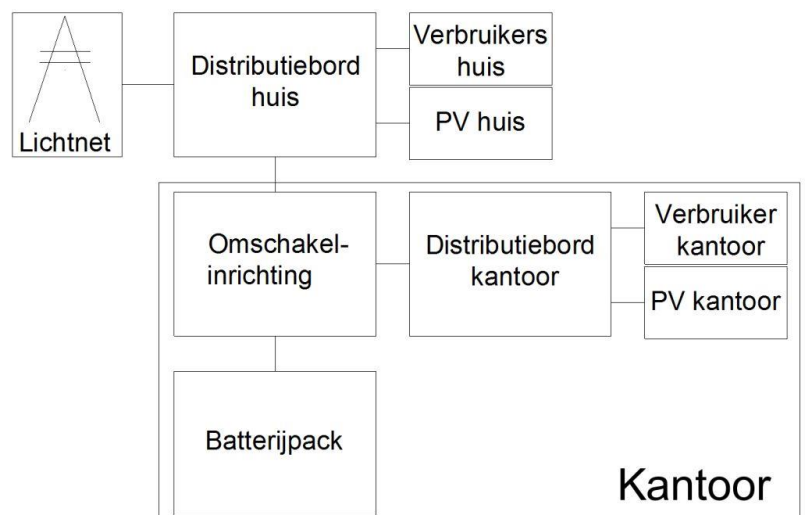 Lichtnet
Distributiebord
huis
Verbruikers
huis
PV huis
Omschakel-
inrichting
Distributiebord
kantoor
Verbruiker
kantoor
PV kantoor
Batterijpack
Kantoor